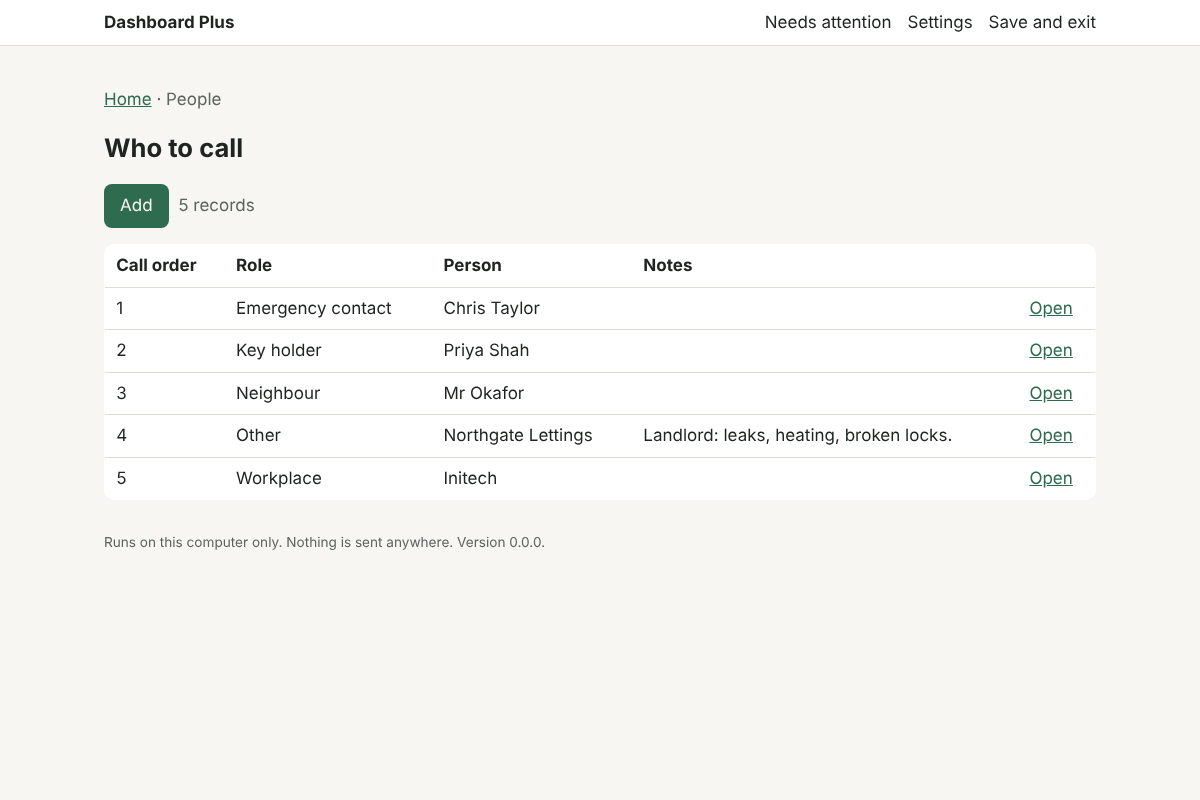 Dashboard Plus Needs attention Settings Save and exit
Home · People
Who to call
Add 5 records
Call order Role Person Notes
1 Emergency contact Chris Taylor Open
2 Key holder Priya Shah Open
3 Neighbour Mr Okafor Open
4 Other Northgate Lettings Landlord: leaks, heating, broken locks. Open
5 Workplace Initech Open
Runs on this computer only. Nothing is sent anywhere. Version 0.0.0.